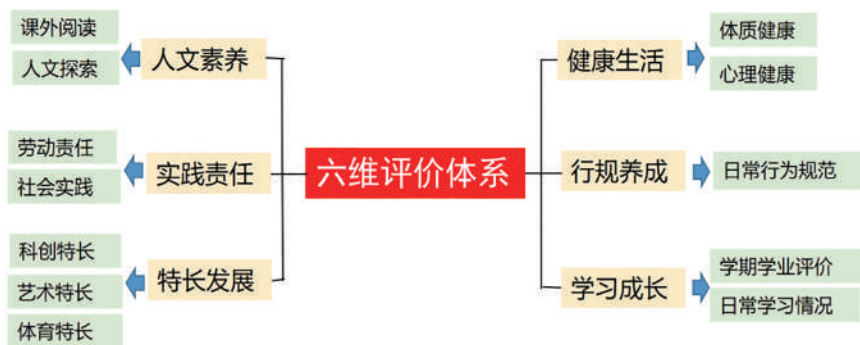 课外阅读
人文探索
人文素养
劳动责任
社会实践
实践责任
科创特长
艺术特长
体育特长
特长发展
六维评价体系
健康生活
体质健康
心理健康
行规养成
日常行为规范
学习成长
学期学业评价
日常学习情况